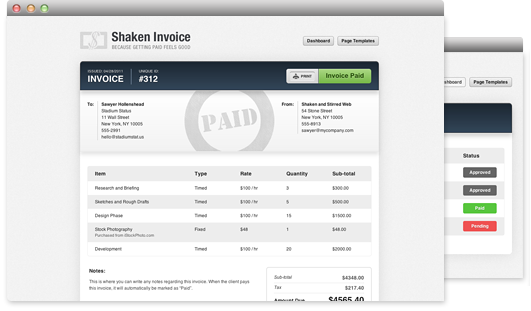 Shaken Invoice
BECAUSE GETTING PAID FEELS GOOD
Dashboard
Page Templates
ISSUED: 04/29/2011
UNIQUE ID
INVOICE
#312
PRINT
Invoice Paid
PAID
To:
Sawyer Hollenshead
Stadium Status
11 Wall Street
New York, NY 10005
555-2991
hello@stadiumstat.us
From:
Shaken and Stirred Web
54 Stone Street
New York, NY 10005
555-8913
sawyer@mycompany.com
Item Type Rate Quantity Sub-total
Research and Briefing Timed $100 / hr 3 $300.00
Sketches and Rough Drafts Timed $100 / hr 5 $500.00
Design Phase Timed $100 / hr 15 $1500.00
Stock Photography Fixed $48 1 $48.00
Purchased from iStockPhoto.com
Development Timed $100 / hr 20 $2000.00
Notes:
This is where you can write any notes regarding this invoice. When the client pays
this invoice, it will automatically be marked as "Paid".
Sub-total $4348.00
Tax $217.40
Amount Due $4565.40
shboard
Page Templates
Status
Approved
Approved
Paid
Pending